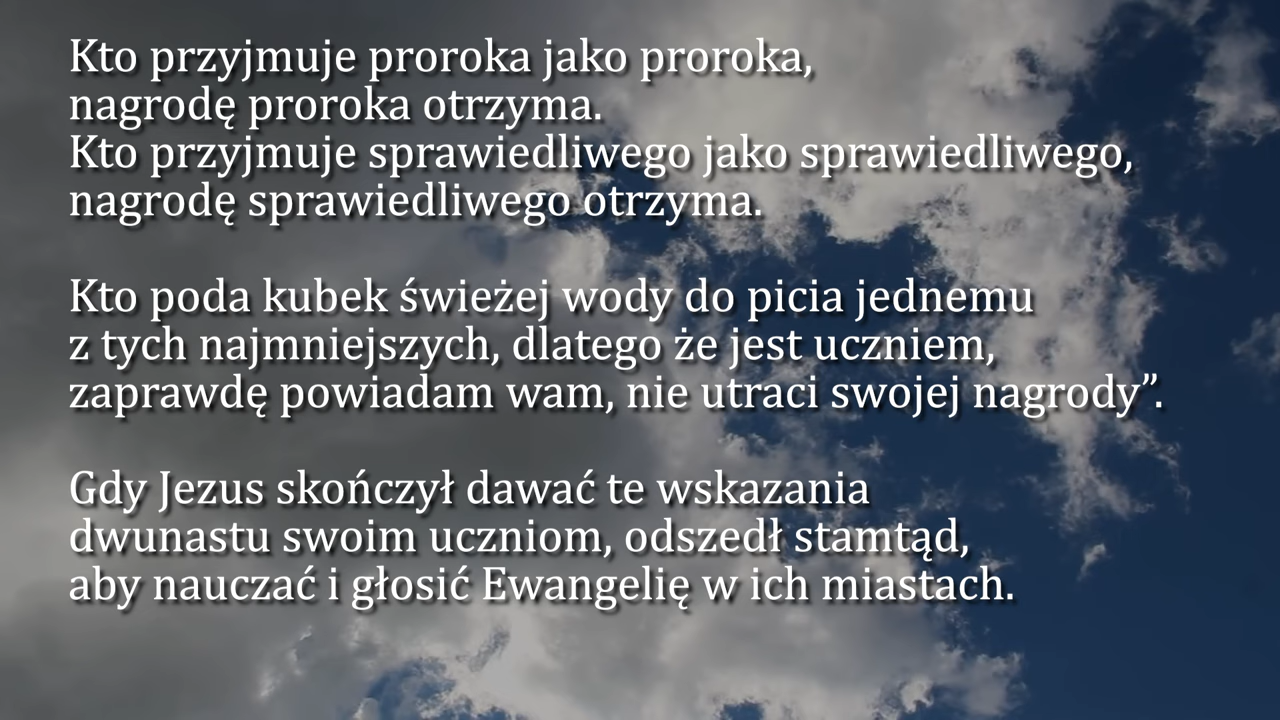 Kto przyjmuje proroka jako proroka,
nagrodę proroka otrzyma.
Kto przyjmuje sprawiedliwego jako sprawiedliwego,
nagrodę sprawiedliwego otrzyma.
Kto poda kubek świeżej wody do picia jednemu
z tych najmniejszych, dlatego że jest uczniem,
zaprawdę powiadam wam, nie utraci swojej nagrody”.
Gdy Jezus skończył dawać te wskazania
dwunastu swoim uczniom, odszedł stamtąd,
aby nauczać i głosić Ewangelię w ich miastach.